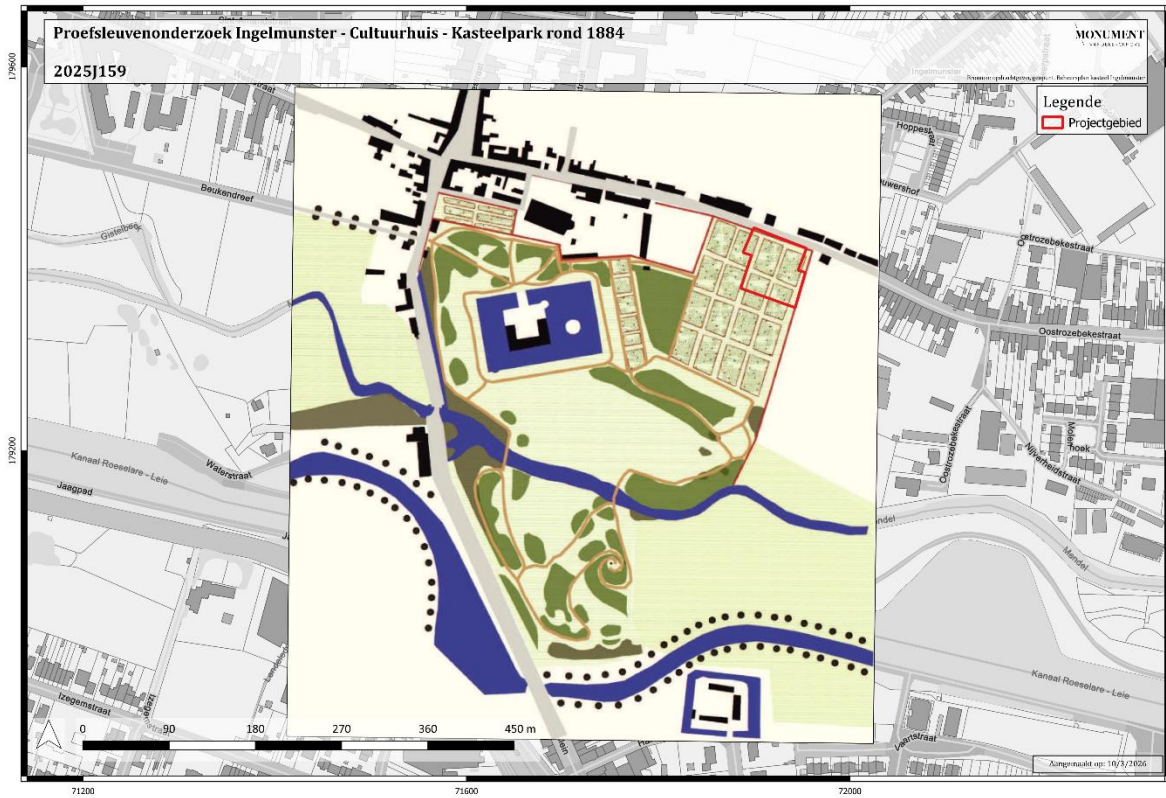 Proefsleuvenonderzoek Ingelmunster - Cultuurhuis - Kasteelpark rond 1884
2025J159
MONUMENT
Legende
Projectgebied
179600
179200
Ingelmunster
Hoppestraat
Beukendreef
Gistelbeek
Oostrozebekestraat
Oostrozebekestraat
Oostrozebekestraat
Nijverheidstraat
Waterstraat
Kanaal Roeselare - Leie
Jaagpad
Mandel
Kanaal Roeselare - Leie
Izegemstraat
Vaartstraat
0 90 180 270 360 450 m
Aangemaakt op: 10/3/2026
71200 71600 72000